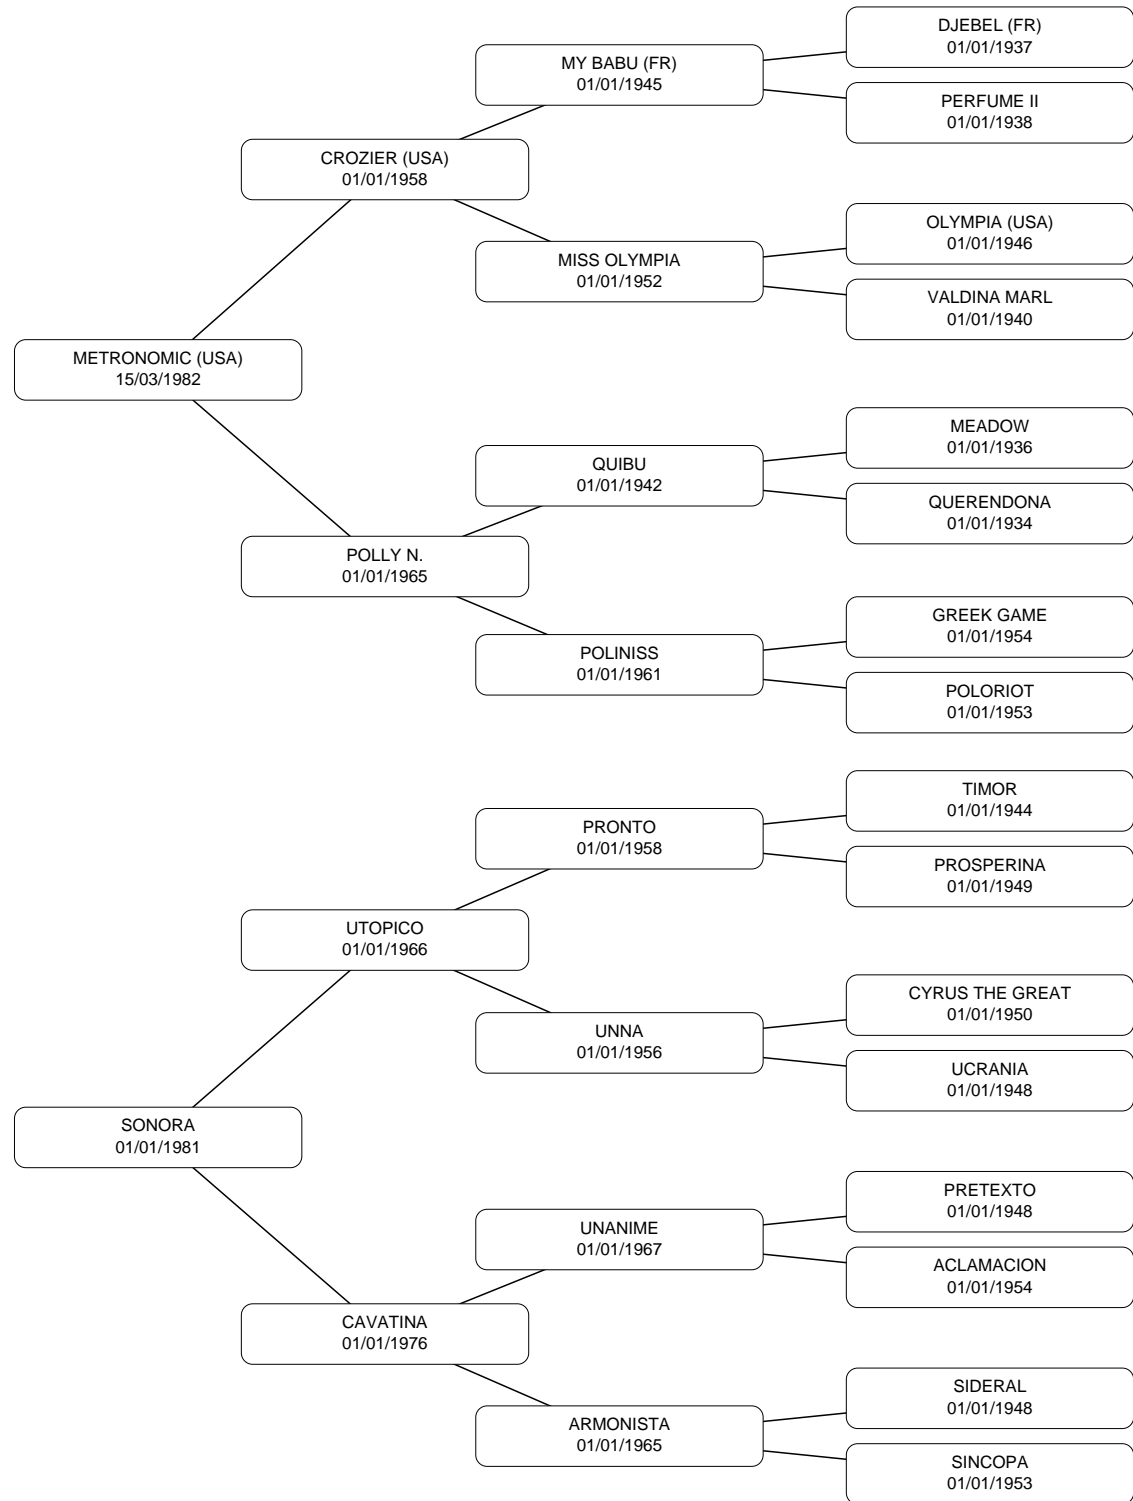 DJEBEL (FR)
01/01/1937
MY BABU (FR)
01/01/1945
PERFUME II
01/01/1938
CROZIER (USA)
01/01/1958
OLYMPIA (USA)
01/01/1946
MISS OLYMPIA
01/01/1952
VALDINA MARL
01/01/1940
METRONOMIC (USA)
15/03/1982
MEADOW
01/01/1936
QUIBU
01/01/1942
QUERENDONA
01/01/1934
POLLY N.
01/01/1965
GREEK GAME
01/01/1954
POLINISS
01/01/1961
POLORIOT
01/01/1953
TIMOR
01/01/1944
PRONTO
01/01/1958
PROSPERINA
01/01/1949
UTOPICO
01/01/1966
CYRUS THE GREAT
01/01/1950
UNNA
01/01/1956
UCRANIA
01/01/1948
SONORA
01/01/1981
PRETEXTO
01/01/1948
UNANIME
01/01/1967
ACLAMACION
01/01/1954
CAVATINA
01/01/1976
SIDERAL
01/01/1948
ARMONISTA
01/01/1965
SINCOPA
01/01/1953